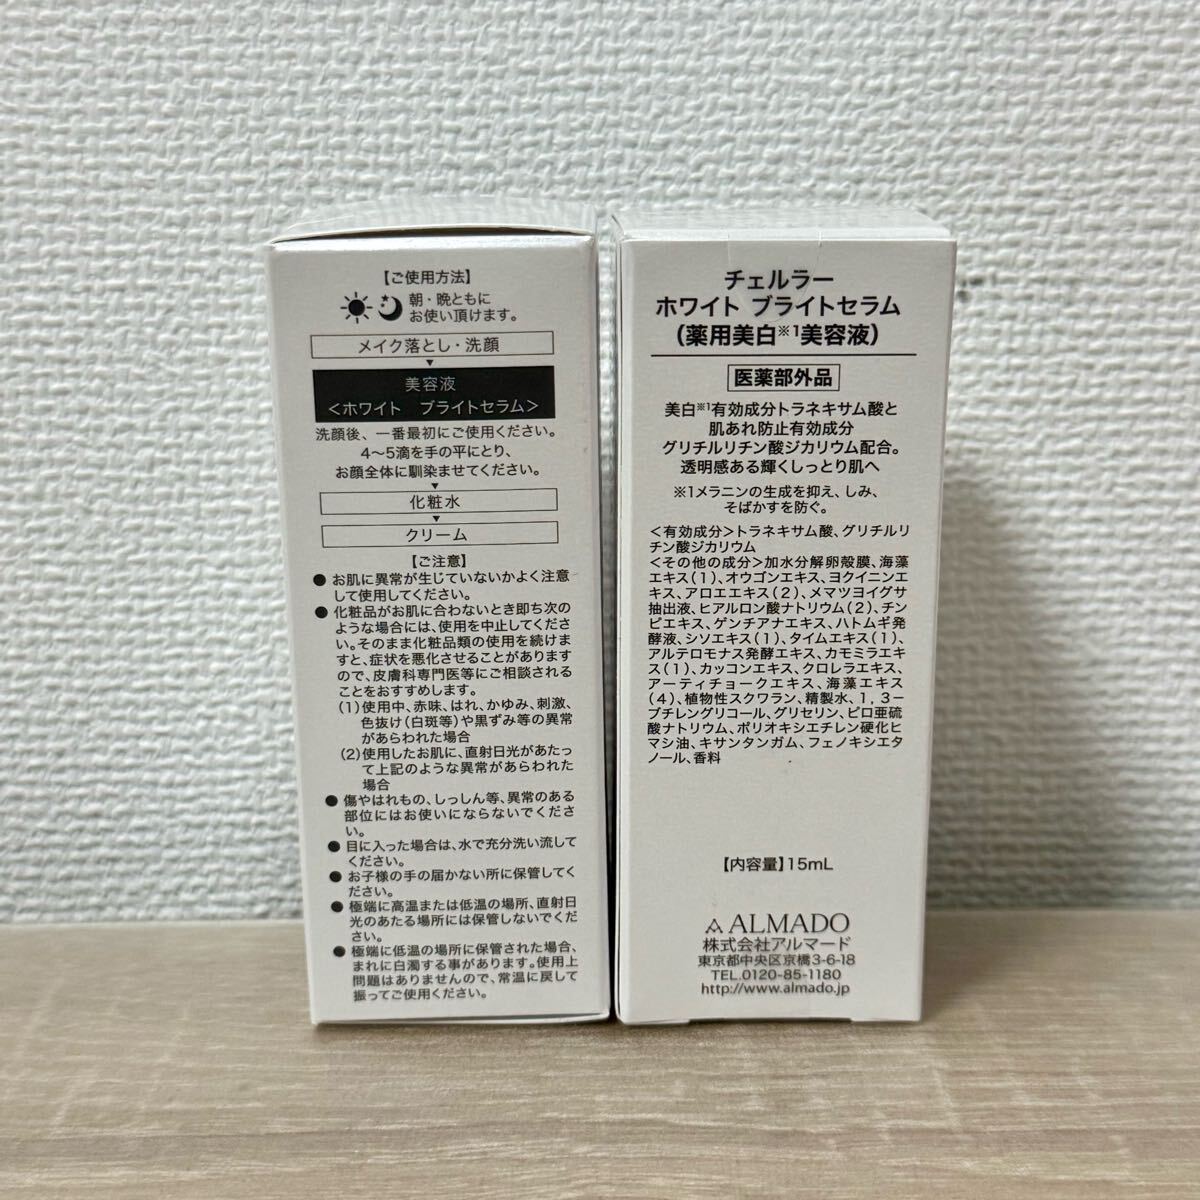 【ご使用方法】
朝・晩ともに
お使い頂けます。
メイク落とし・洗顔
美容液
<ホワイト ブライトセラム>
洗顔後、一番最初にご使用ください。
4〜5滴を手の平にとり、
お顔全体に馴染ませてください。
化粧水
クリーム
【ご注意】
● お肌に異常が生じていないかよく注意
して使用してください。
● 化粧品がお肌に合わないとき即ち次の
ような場合には、使用を中止してくださ
い。そのまま化粧品類の使用を続けま
すと、症状を悪化させることがあります
ので、皮膚科専門医等にご相談される
ことをおすすめします。
(1)使用中、赤味、はれ、かゆみ、刺激、
色抜け(白斑等)や黒ずみ等の異常
があらわれた場合
(2)使用したお肌に、直射日光があたっ
て上記のような異常があらわれた
場合
● 傷やはれもの、しっしん等、異常のある
部位にはお使いにならないでくださ
い。
● 目に入った場合は、水で充分洗い流して
ください。
● お子様の手の届かない所に保管してく
ださい。
● 極端に高温または低温の場所、直射日
光のあたる場所には保管しないでくだ
さい。
● 極端に低温の場所に保管された場合、
まれに白濁する事があります。使用上
問題はありませんので、常温に戻して
振ってご使用ください。
チェルラー
ホワイト ブライトセラム
(薬用美白※1美容液)
医薬部外品
美白※1有効成分トラネキサム酸と
肌あれ防止有効成分
グリチルリチン酸ジカリウム配合。
透明感ある輝くしっとり肌へ
※1メラニンの生成を抑え、しみ、
そばかすを防ぐ。
<有効成分>トラネキサム酸、グリチルリ
チン酸ジカリウム
<その他の成分>加水分解卵殻膜、海藻
エキス(1)、オウゴンエキス、ヨクイニンエ
キス、アロエエキス(2)、メマツヨイグサ
抽出液、ヒアルロン酸ナトリウム(2)、チン
ピエキス、ゲンチアナエキス、ハトムギ発
酵液、シソエキス(1)、タイムエキス(1)、
アルテロモナス発酵エキス、カモミラエキ
ス(1)、カッコンエキス、クロレラエキス、
アーティチョークエキス、海藻エキス
(4)、植物性スクワラン、精製水、1,3−
ブチレングリコール、グリセリン、ピロ亜硫
酸ナトリウム、ポリオキシエチレン硬化ヒ
マシ油、キサンタンガム、フェノキシエタ
ノール、香料
【内容量】15mL
ALMADO
株式会社アルマード
東京都中央区京橋3-6-18
TEL.0120-85-1180
http://www.almado.jp